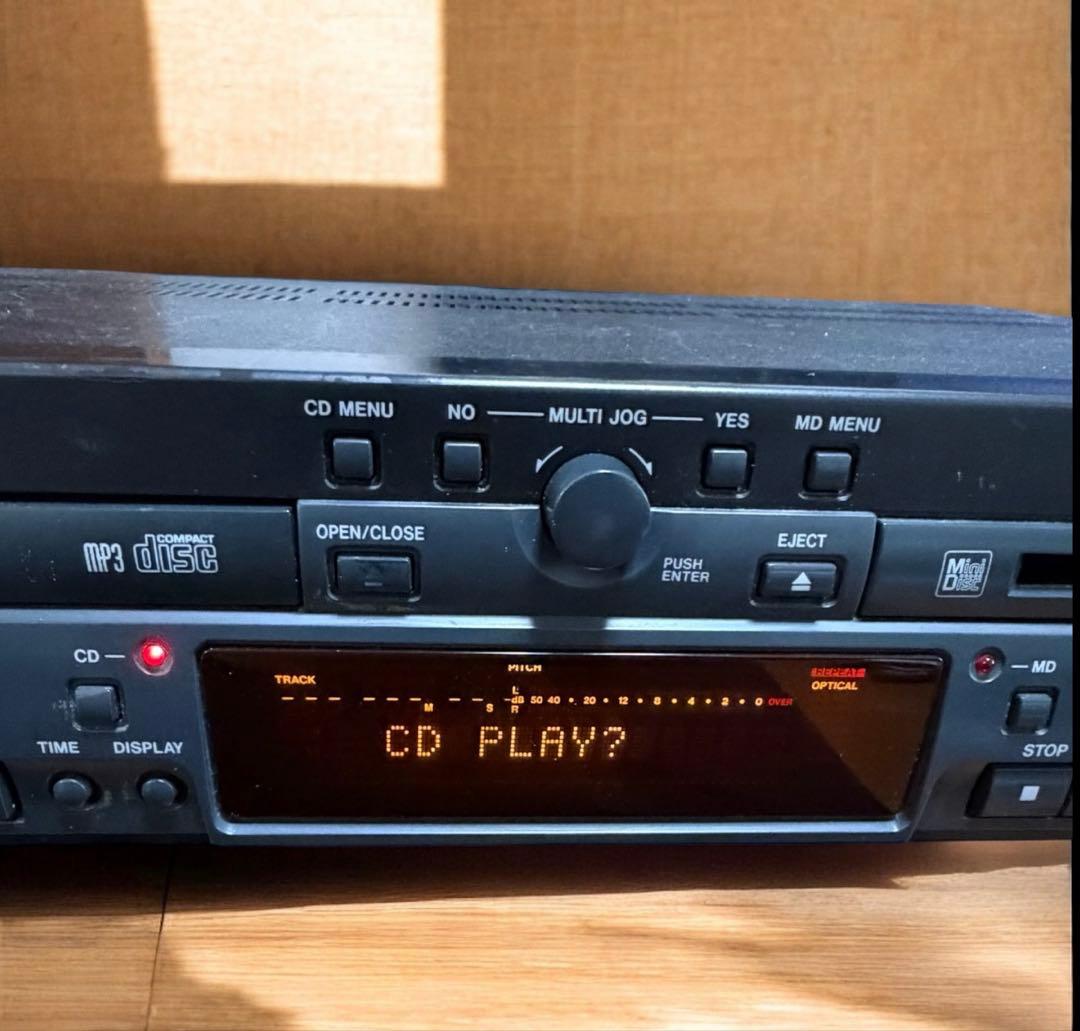 CD MENU
NO
MULTI JOG
YES
MD MENU
OPEN/CLOSE
PUSH
ENTER
EJECT
MP3
COMPACT
disc
Mini
Disc
CD
MD
TIME
DISPLAY
STOP
TRACK
PITCH
REPEAT
OPTICAL
M
S
L
-dB 50 40 • 20 • 12 • 8 • 4 • 2 • 0 OVER
R
CD PLAY?